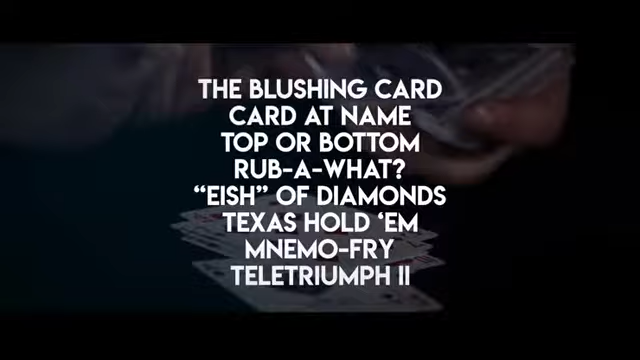 THE BLUSHING CARD
CARD AT NAME
TOP OR BOTTOM
RUB-A-WHAT?
“EISH” OF DIAMONDS
TEXAS HOLD ‘EM
MNEMO-FRY
TELETRIUMPH II